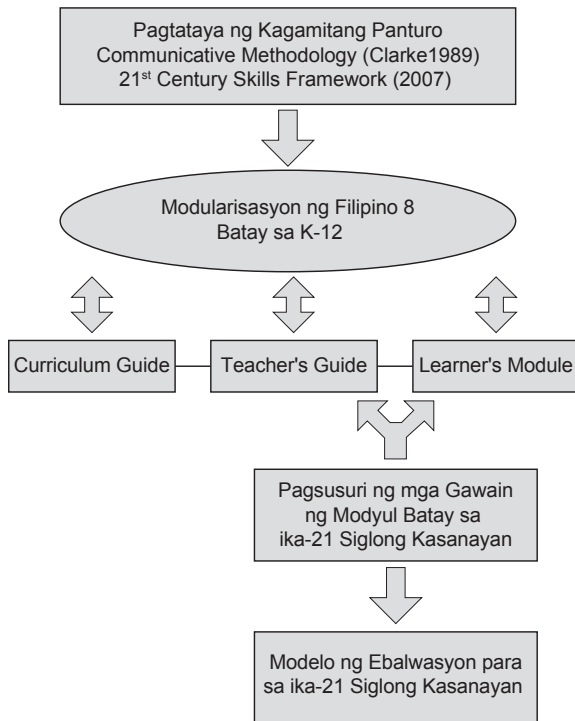 Pagtataya ng Kagamitang Panturo
Communicative Methodology (Clarke1989)
21st Century Skills Framework (2007)
Modularisasyon ng Filipino 8
Batay sa K-12
Curriculum Guide
Teacher's Guide
Learner's Module
Pagsusuri ng mga Gawain
ng Modyul Batay sa
ika-21 Siglong Kasanayan
Modelo ng Ebalwasyon para
sa ika-21 Siglong Kasanayan